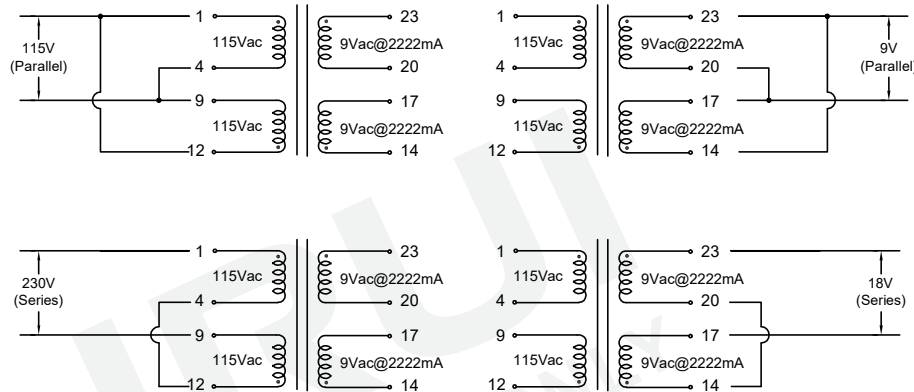 1 23 1 23
115V 115Vac 9Vac@2222mA 115Vac 9Vac@2222mA 9V
(Parallel) 4 20 4 20 (Parallel)
9 17 9 17
115Vac 9Vac@2222mA 115Vac 9Vac@2222mA
12 14 12 14
1 23 1 23
230V 115Vac 9Vac@2222mA 115Vac 9Vac@2222mA 18V
(Series) 4 20 4 20 (Series)
9 17 9 17
115Vac 9Vac@2222mA 115Vac 9Vac@2222mA
12 14 12 14